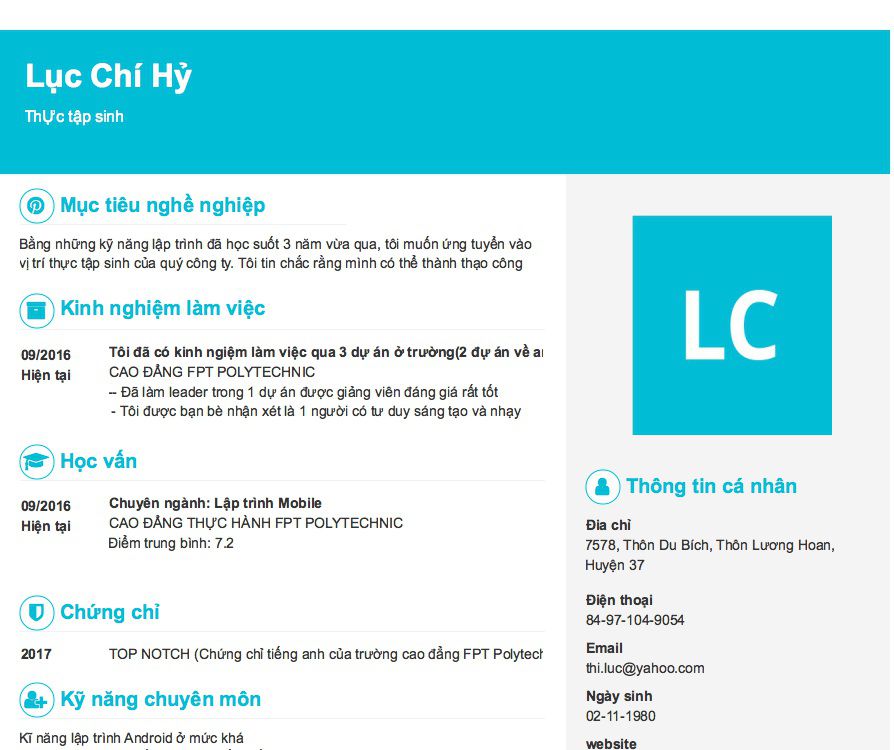 Lục Chí Hỷ
Thực tập sinh
Mục tiêu nghề nghiệp
Bằng những kỹ năng lập trình đã học suốt 3 năm vừa qua, tôi muốn ứng tuyển vào
vị trí thực tập sinh của quý công ty. Tôi tin chắc rằng mình có thể thành thạo công
Kinh nghiệm làm việc
09/2016
Hiện tại
Tôi đã có kinh ngiệm làm việc qua 3 dự án ở trường(2 đự án về
CAO ĐẲNG FPT POLYTECHNIC
-- Đã làm leader trong 1 dự án được giảng viên đáng giá rất tốt
- Tôi được bạn bè nhận xét là 1 người có tư duy sáng tạo và nhạy
Học vấn
09/2016
Hiện tại
Chuyên ngành: Lập trình Mobile
CAO ĐẲNG THỰC HÀNH FPT POLYTECHNIC
Điểm trung bình: 7.2
Chứng chỉ
2017
TOP NOTCH (Chứng chỉ tiếng anh của trường cao đẳng FPT Polytech
Kỹ năng chuyên môn
Kĩ năng lập trình Android ở mức khá
LC
Thông tin cá nhân
Đia chỉ
7578, Thôn Du Bích, Thôn Lương Hoan,
Huyện 37
Điện thoại
84-97-104-9054
Email
thi.luc@yahoo.com
Ngày sinh
02-11-1980
website